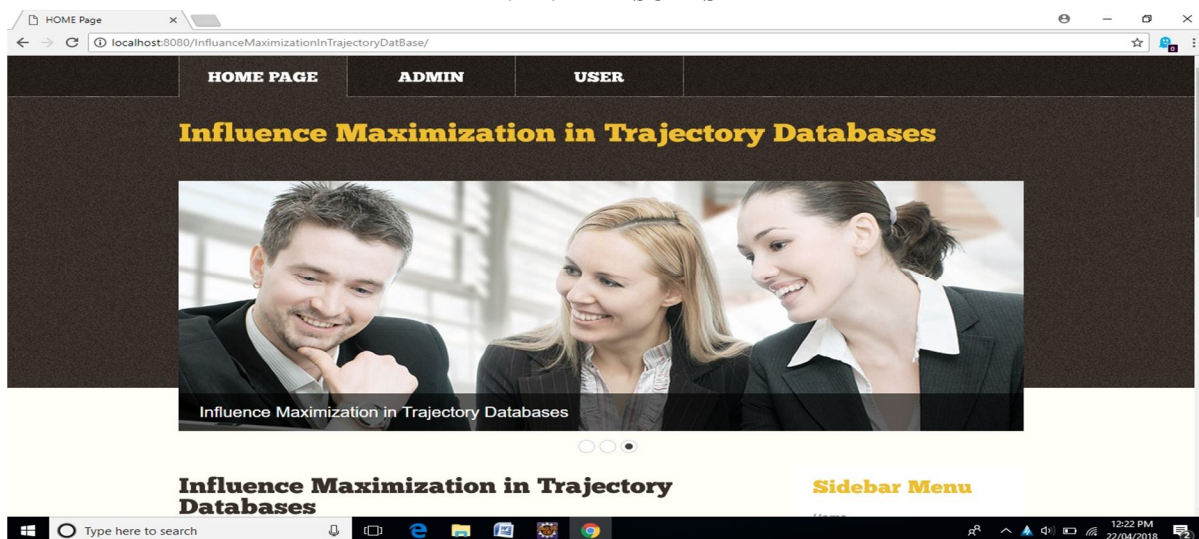 HOME Page
localhost:8080/InfluanceMaximizationInTrajectoryDatBase/
HOME PAGE ADMIN USER
Influence Maximization in Trajectory Databases
Influence Maximization in Trajectory Databases
Influence Maximization in Trajectory
Databases
Sidebar Menu
Home
Type here to search
12:22 PM
22/04/2018